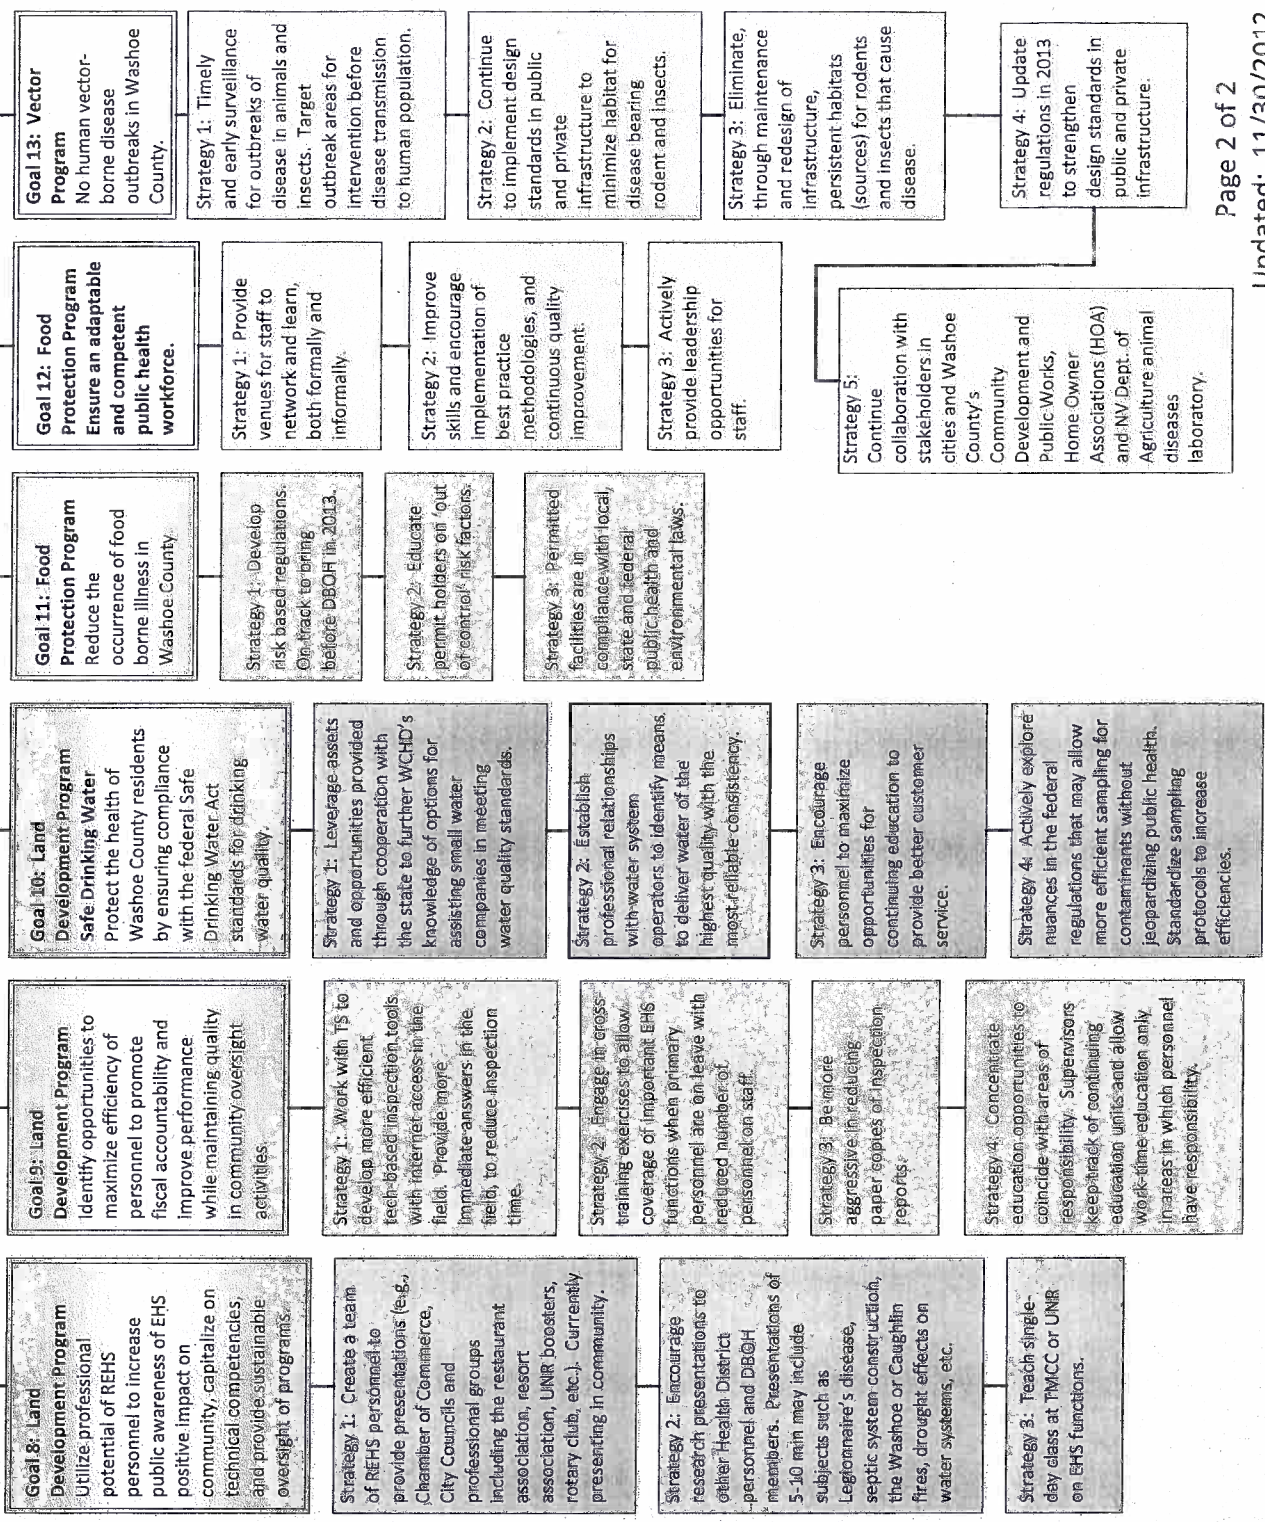 Goal 8: Land
Development Program
Utilize professional
potential of REHS
personnel to increase
public awareness of EHS
positive impact on
community, capitalize on
technical competencies,
and provide sustainable
oversight of programs.
Strategy 1: Create a team
of REHS personnel to
provide presentations (e.g.,
Chamber of Commerce,
City Councils and
professional groups
including the restaurant
association, resort
association, UNR boosters,
rotary club, etc.). Currently
presenting in community.
Strategy 2: Encourage
research presentations to
other Health District
personnel and DBOH
members. Presentations of
5-10 min may include
subjects such as
Legionnaire's disease,
septic system construction,
the Washoe or Caughlin
fires, drought effects on
water systems, etc.
Strategy 3: Teach single-
day class at TMCC or UNR
on EHS functions.
Goal 9: Land
Development Program
Identify opportunities to
maximize efficiency of
personnel to promote
fiscal accountability and
improve performance
while maintaining quality
in community oversight
activities.
Strategy 1: Work with TS to
develop more efficient
tech-based inspection tools
with internet access in the
field. Provide more
immediate answers in the
field, to reduce inspection
time.
Strategy 2: Engage in cross-
training exercises to allow
coverage of important EHS
functions when primary
personnel are on leave with
reduced number of
personnel on staff.
Strategy 3: Be more
aggressive in reducing
paper copies of inspection
reports.
Strategy 4: Concentrate
education opportunities to
coincide with areas of
responsibility. Supervisors
keep track of continuing
education units and allow
work-time education only
in areas in which personnel
have responsibility.
Goal 10: Land
Development Program
Safe Drinking Water
Protect the health of
Washoe County residents
by ensuring compliance
with the federal Safe
Drinking Water Act
standards for drinking
water quality.
Strategy 1: Leverage assets
and opportunities provided
through cooperation with
the state to further WCHD's
knowledge of options for
assisting small water
companies in meeting
water quality standards.
Strategy 2: Establish
professional relationships
with water system
operators to identify means
to deliver water of the
highest quality with the
most reliable consistency.
Strategy 3: Encourage
personnel to maximize
opportunities for
continuing education to
provide better customer
service.
Strategy 4: Actively explore
nuances in the federal
regulations that may allow
more efficient sampling for
contaminants without
jeopardizing public health.
Standardize sampling
protocols to increase
efficiencies.
Goal 11: Food
Protection Program
Reduce the
occurrence of food
borne illness in
Washoe County.
Strategy 1: Develop
risk based regulations.
On track to bring
before DBOH in 2013.
Strategy 2: Educate
permit holders on 'out
of control' risk factors.
Strategy 3: Permitted
facilities are in
compliance with local,
state and federal
public health and
environmental laws.
Goal 12: Food
Protection Program
Ensure an adaptable
and competent
public health
workforce.
Strategy 1: Provide
venues for staff to
network and learn,
both formally and
informally.
Strategy 2: Improve
skills and encourage
implementation of
best practice
methodologies, and
continuous quality
improvement.
Strategy 3: Actively
provide leadership
opportunities for
staff.
Goal 13: Vector
Program
No human vector-
borne disease
outbreaks in Washoe
County.
Strategy 1: Timely
and early surveillance
for outbreaks of
disease in animals and
insects. Target
outbreak areas for
intervention before
disease transmission
to human population.
Strategy 2: Continue
to implement design
standards in public
and private
infrastructure to
minimize habitat for
disease bearing
rodent and insects.
Strategy 3: Eliminate,
through maintenance
and redesign of
infrastructure,
persistent habitats
(sources) for rodents
and insects that cause
disease.
Strategy 4: Update
regulations in 2013
to strengthen
design standards in
public and private
infrastructure.
Strategy 5:
Continue
collaboration with
stakeholders in
cities and Washoe
County's
Community
Development and
Public Works,
Home Owner
Associations (HOA)
and NV Dept. of
Agriculture animal
diseases
laboratory.
Page 2 of 2
Updated: 11/30/2012